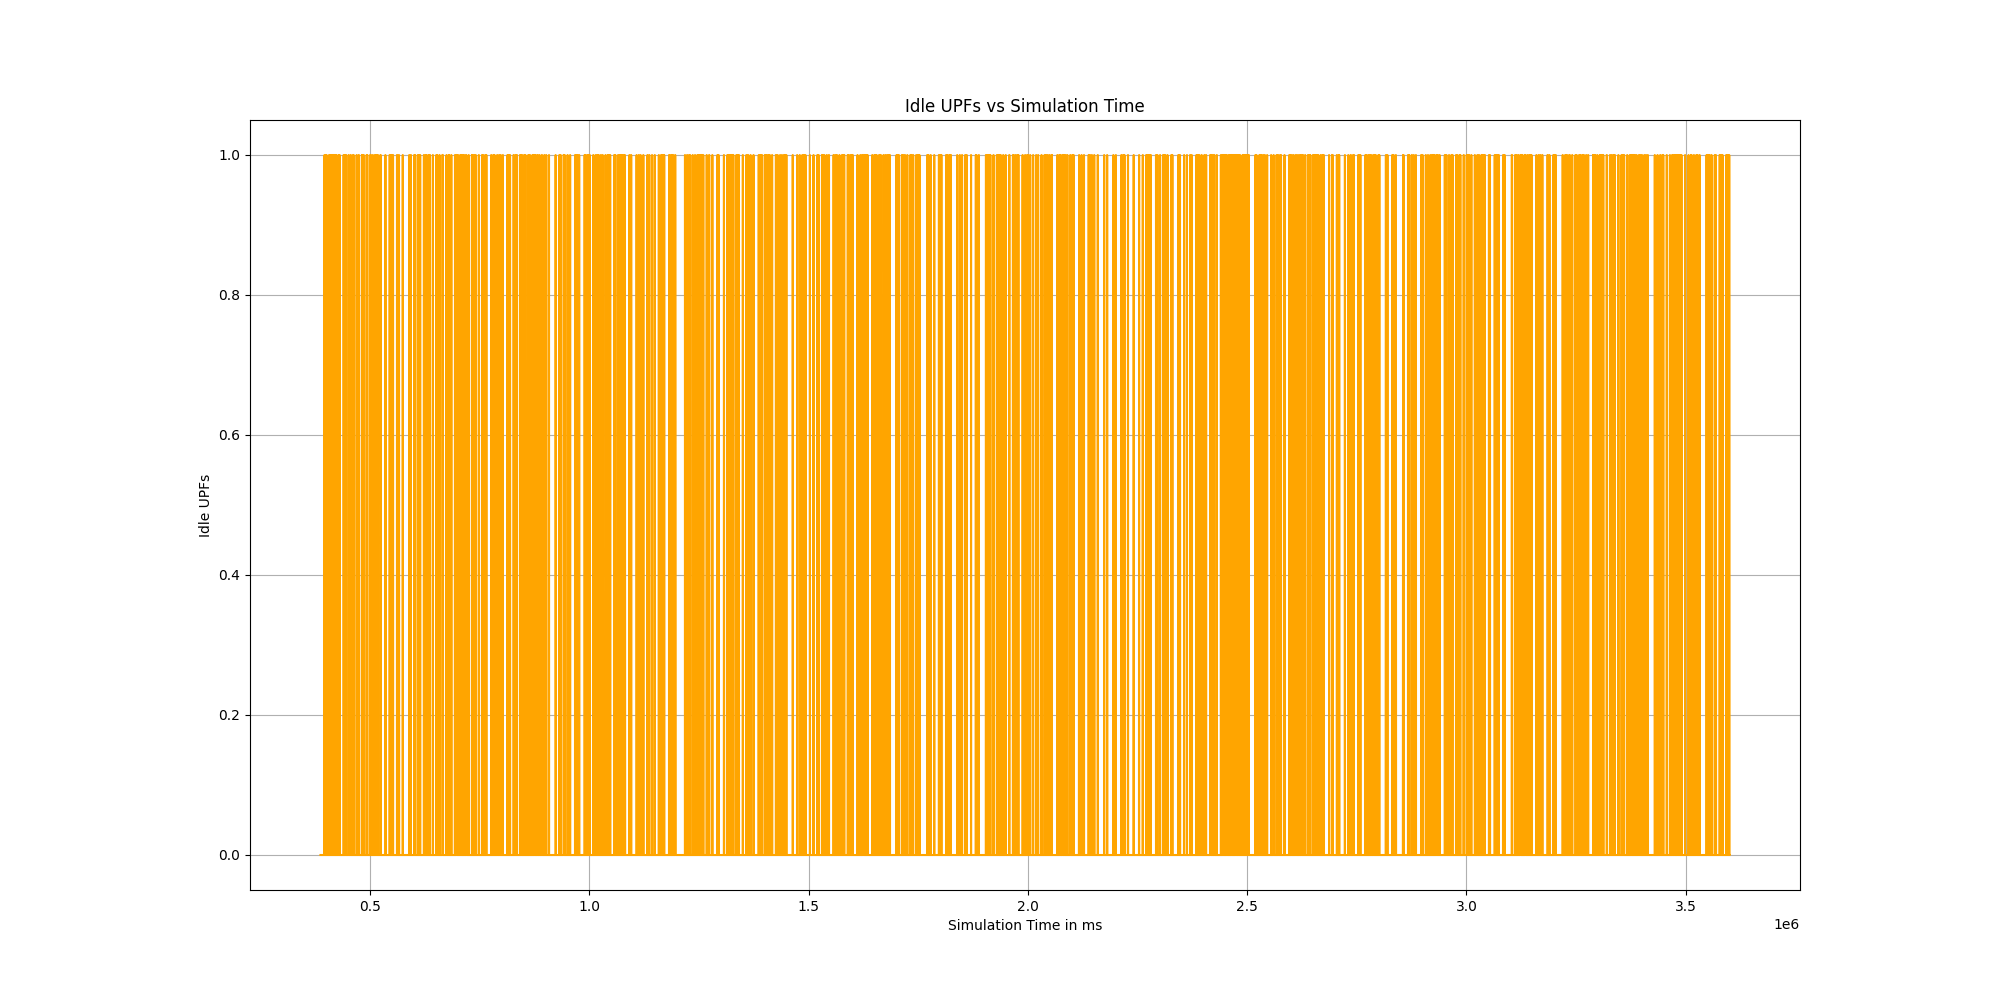 Idle UPFs vs Simulation Time
1.0
0.8
0.6
0.4
0.2
0.0
Idle UPFs
0.5 1.0 1.5 2.0 2.5 3.0 3.5
1e6
Simulation Time in ms